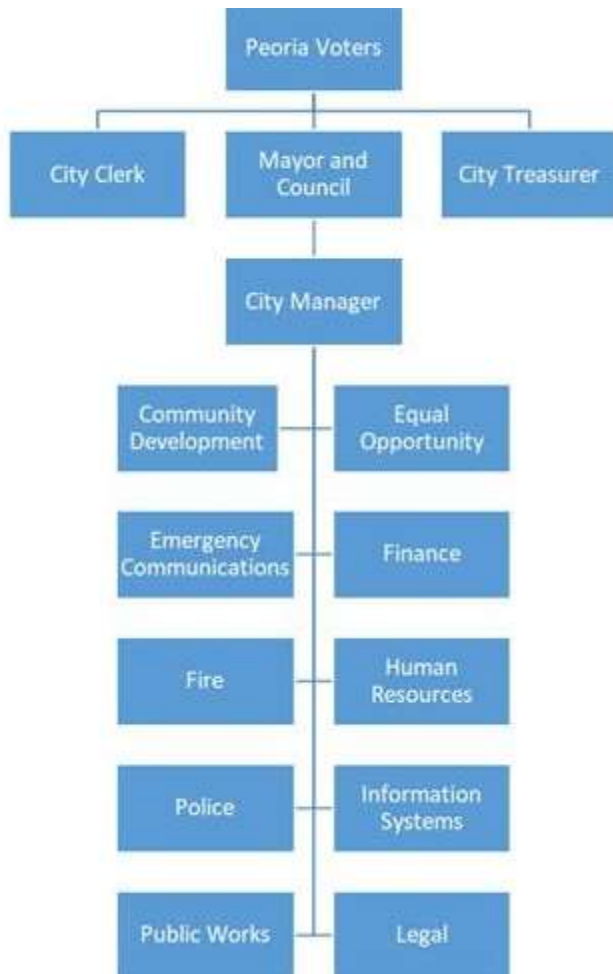 Peoria Voters
City Clerk
Mayor and
Council
City Treasurer
City Manager
Community
Development
Equal
Opportunity
Emergency
Communications
Finance
Fire
Human
Resources
Police
Information
Systems
Public Works
Legal